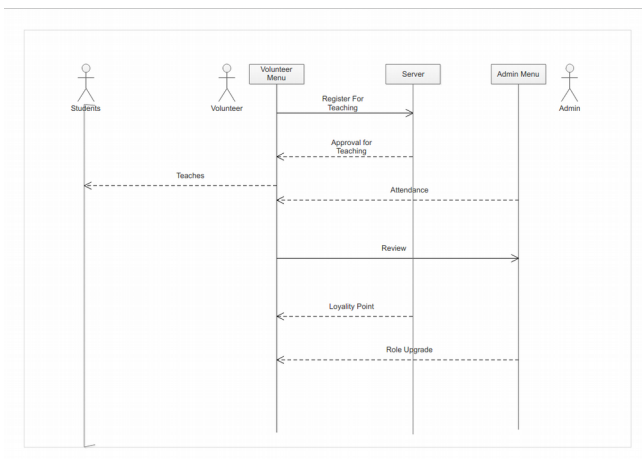 Volunteer
Menu
Server
Admin Menu
Students
Volunteer
Admin
Register For
Teaching
Approval for
Teaching
Teaches
Attendance
Review
Loyality Point
Role Upgrade